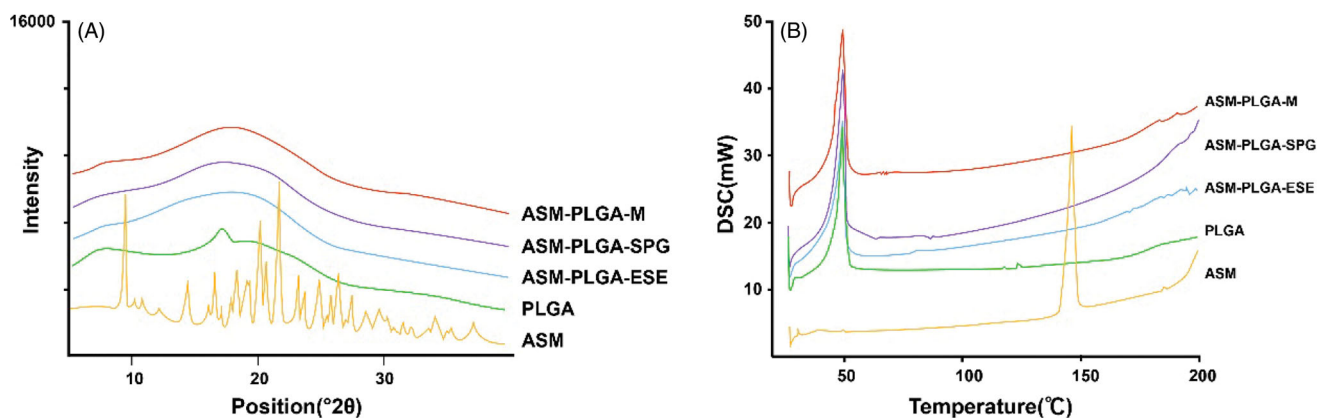 (A)
16000
Intensity
ASM-PLGA-M
ASM-PLGA-SPG
ASM-PLGA-ESE
PLGA
ASM
10
20
30
Position(°2θ)
(B)
50
40
30
20
10
DSC(mW)
ASM-PLGA-M
ASM-PLGA-SPG
ASM-PLGA-ESE
PLGA
ASM
50
100
150
200
Temperature(℃)